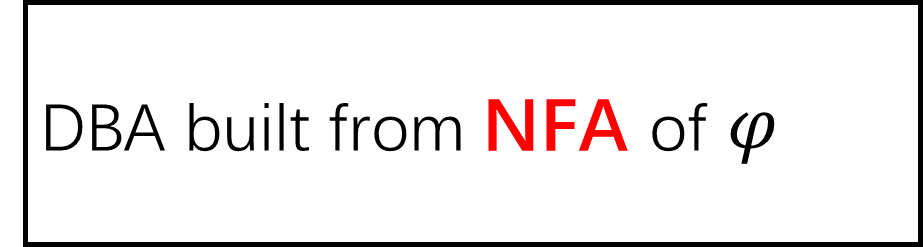 DBA built from NFA of φ